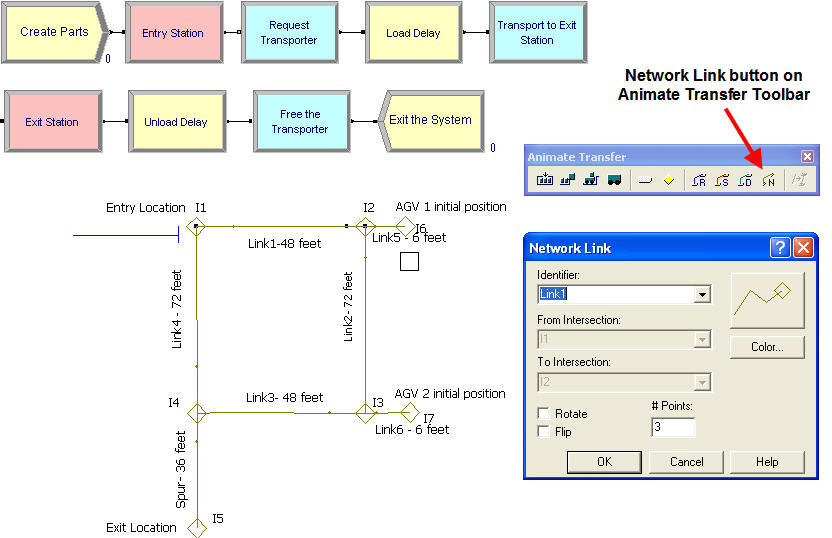 Create Parts
0
Entry Station
Request
Transporter
Load Delay
Transport to Exit
Station
Exit Station
Unload Delay
Free the
Transporter
Exit the System
0
Network Link button on
Animate Transfer Toolbar
Animate Transfer
R
S
D
N
Entry Location
I1
I2
AGV 1 initial position
I6
Link1-48 feet
Link5 - 6 feet
Link4 - 72 feet
Link2- 72 feet
I4
Link3- 48 feet
I3
AGV 2 initial position
I7
Link6 - 6 feet
Spur- 36 feet
Exit Location
I5
Network Link
Identifier:
Link1
From Intersection:
I1
Color...
To Intersection:
I2
Rotate
Flip
# Points:
3
OK
Cancel
Help